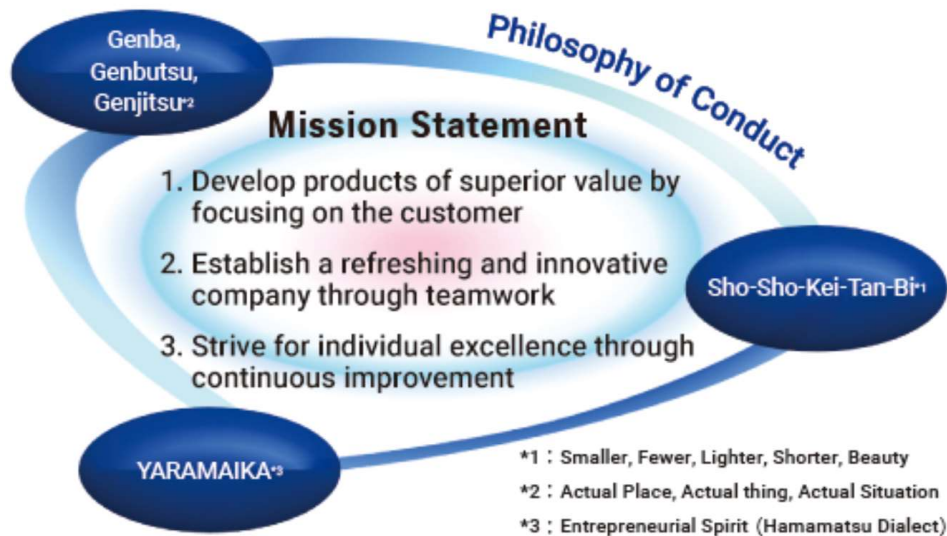 Genba,
Genbutsu,
Genjitsu*2
Philosophy of Conduct
Mission Statement
1. Develop products of superior value by
focusing on the customer
2. Establish a refreshing and innovative
company through teamwork
3. Strive for individual excellence through
continuous improvement
Sho-Sho-Kei-Tan-Bi*1
YARAMAIKA*3
*1 : Smaller, Fewer, Lighter, Shorter, Beauty
*2 : Actual Place, Actual thing, Actual Situation
*3 : Entrepreneurial Spirit (Hamamatsu Dialect)